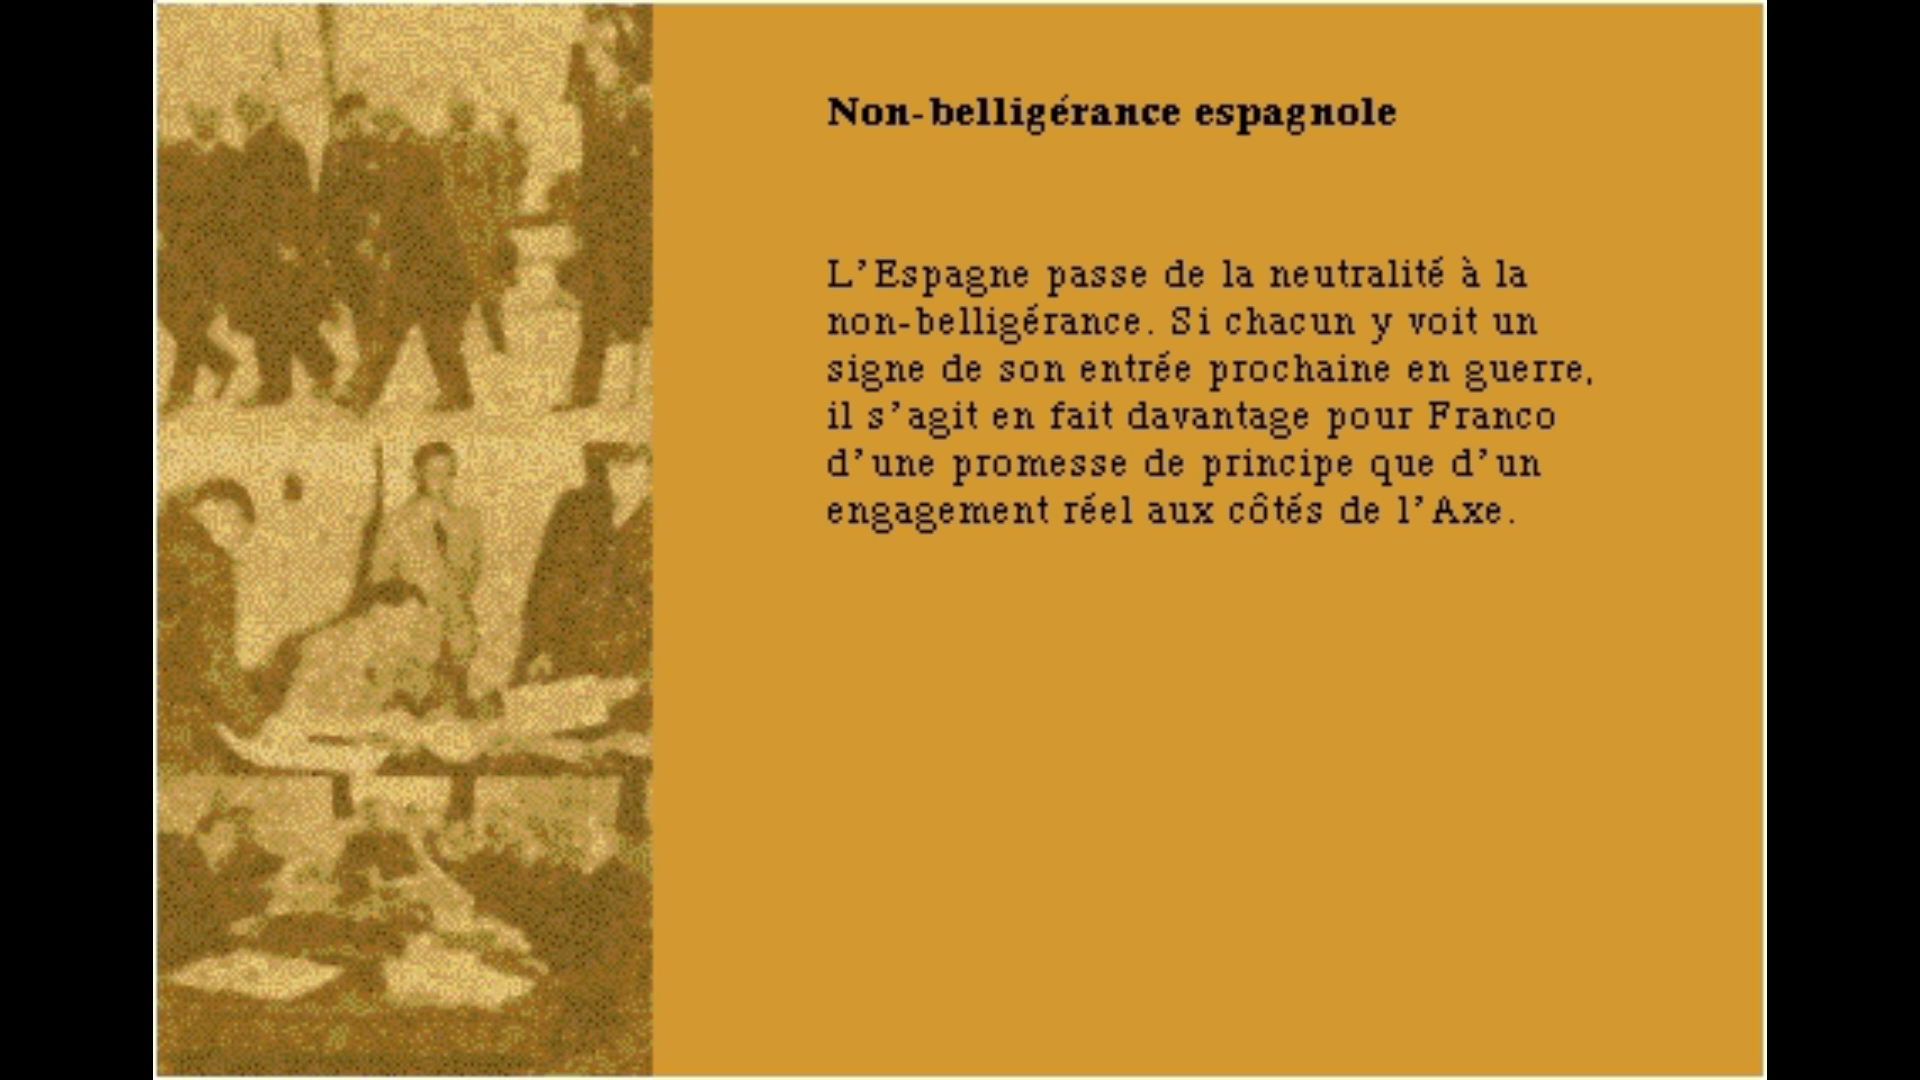 Non-belligérance espagnole
L'Espagne passe de la neutralité à la
non-belligérance. Si chacun y voit un
signe de son entrée prochaine en guerre,
il s'agit en fait davantage pour Franco
d'une promesse de principe que d'un
engagement réel aux côtés de l'Axe.